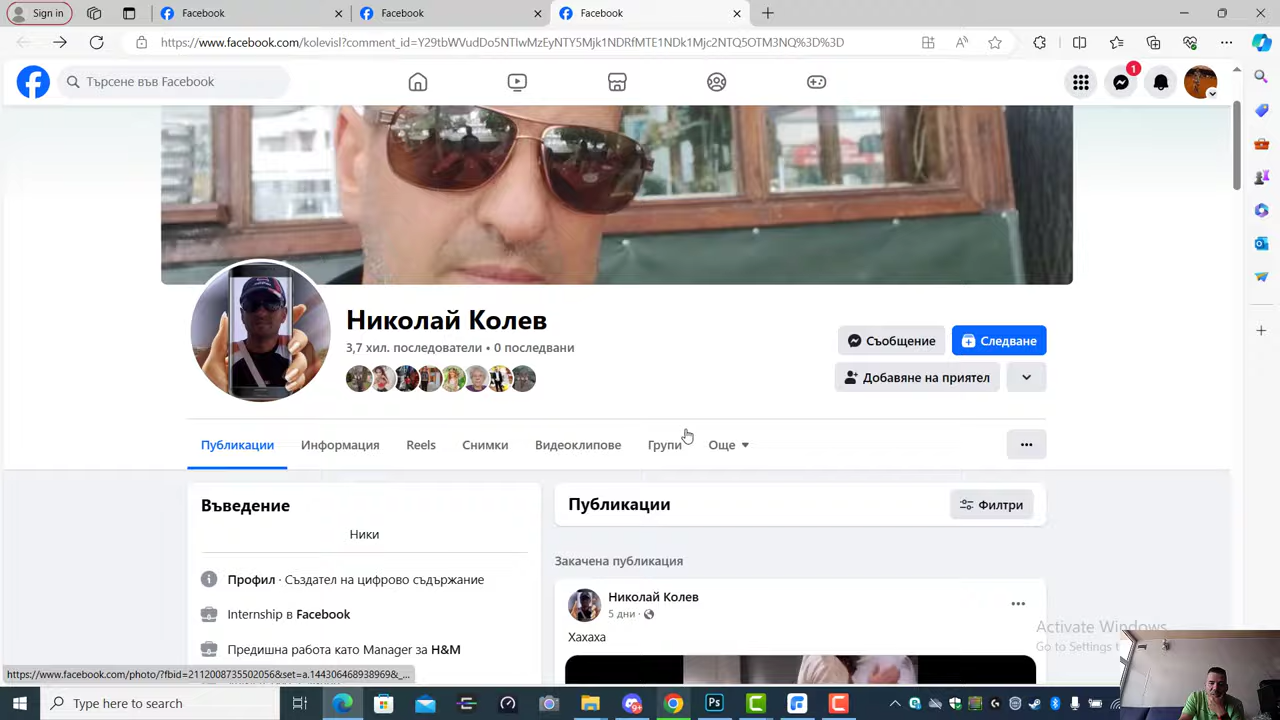 Sign in
Facebook
Facebook
Facebook
https://www.facebook.com/kolevisl?comment_id=Y29tbWVudDo5NTIwMzEyNTY5Mjk1NDRfMTE1NDk1Mjc2NTQ5OTM3NQ%3D%3D
Търсене във Facebook
1
Николай Колев
3,7 хил. последователи • 0 последвани
Съобщение
Следване
Добавяне на приятел
Публикации
Информация
Reels
Снимки
Видеоклипове
Групи
Още
Въведение
Ники
Профил · Създател на цифрово съдържание
Internship в Facebook
Предишна работа като Manager за H&M
Публикации
Филтри
Закачена публикация
Николай Колев
5 дни ·
Хахаха
Activate Windows
Go to Settings t
https://www.facebook.com/photo/?fbid=2112008735502056&set=a.1443064689389​69&_...
Type here to search